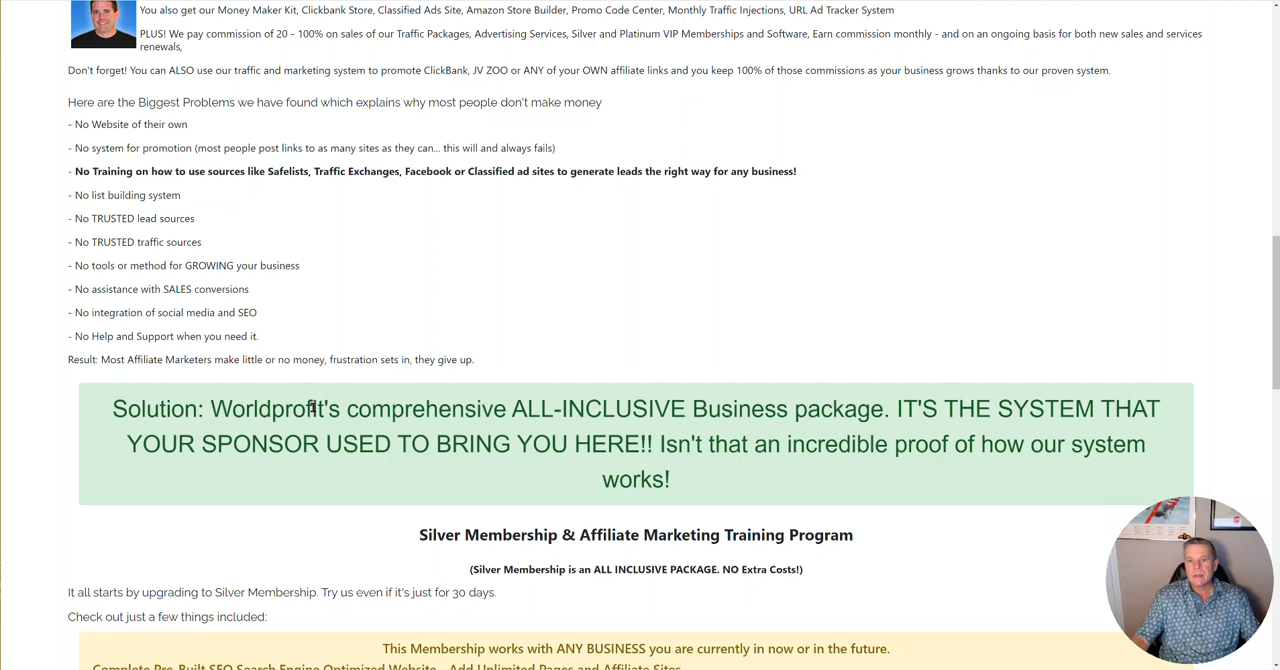 You also get our Money Maker Kit, Clickbank Store, Classified Ads Site, Amazon Store Builder, Promo Code Center, Monthly Traffic Injections, URL Ad Tracker System
PLUS! We pay commission of 20 - 100% on sales of our Traffic Packages, Advertising Services, Silver and Platinum VIP Memberships and Software, Earn commission monthly - and on an ongoing basis for both new sales and services
renewals,
Don't forget! You can ALSO use our traffic and marketing system to promote ClickBank, JV ZOO or ANY of your OWN affiliate links and you keep 100% of those commissions as your business grows thanks to our proven system.
Here are the Biggest Problems we have found which explains why most people don't make money
- No Website of their own
- No system for promotion (most people post links to as many sites as they can... this will and always fails)
- No Training on how to use sources like Safelists, Traffic Exchanges, Facebook or Classified ad sites to generate leads the right way for any business!
- No list building system
- No TRUSTED lead sources
- No TRUSTED traffic sources
- No tools or method for GROWING your business
- No assistance with SALES conversions
- No integration of social media and SEO
- No Help and Support when you need it.
Result: Most Affiliate Marketers make little or no money, frustration sets in, they give up.
Solution: Worldprofit's comprehensive ALL-INCLUSIVE Business package. IT'S THE SYSTEM THAT
YOUR SPONSOR USED TO BRING YOU HERE!! Isn't that an incredible proof of how our system
works!
Silver Membership & Affiliate Marketing Training Program
(Silver Membership is an ALL INCLUSIVE PACKAGE. NO Extra Costs!)
It all starts by upgrading to Silver Membership. Try us even if it's just for 30 days.
Check out just a few things included:
This Membership works with ANY BUSINESS you are currently in now or in the future.
Complete Pre-Built SEO Search Engine Optimized Website - Add Unlimited Pages and Affiliate Sites